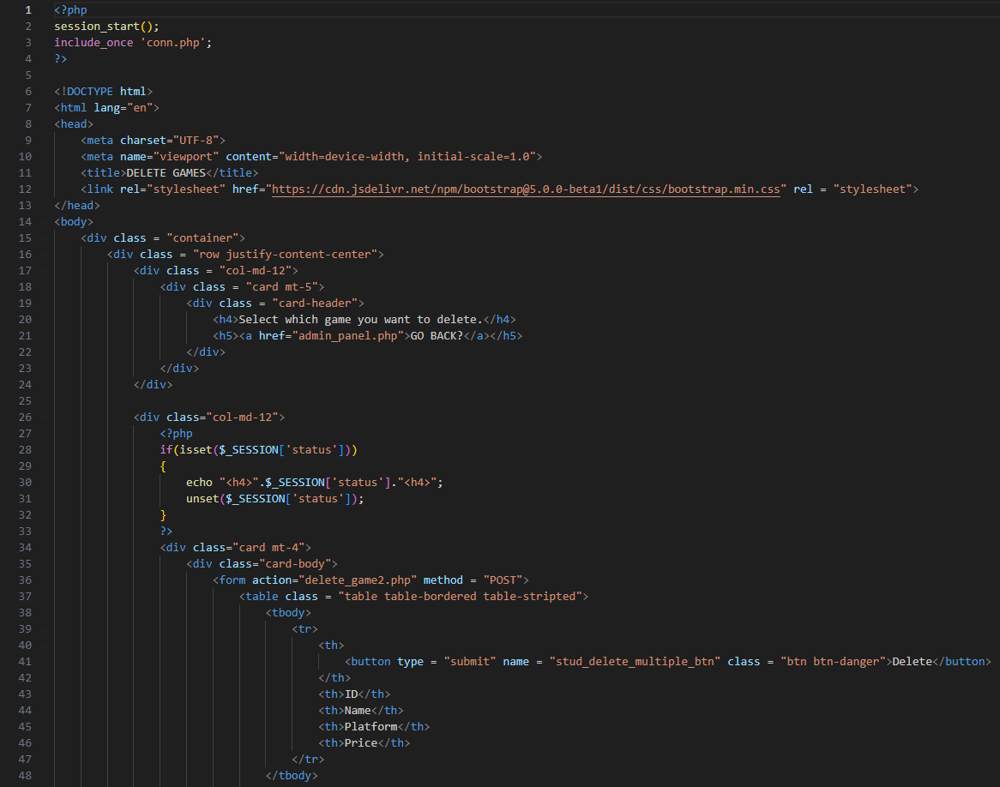 1 <?php
2 session_start();
3 include_once 'conn.php';
4 ?>
5
6 <!DOCTYPE html>
7 <html lang="en">
8 <head>
9     <meta charset="UTF-8">
10     <meta name="viewport" content="width=device-width, initial-scale=1.0">
11     <title>DELETE GAMES</title>
12     <link rel="stylesheet" href="https://cdn.jsdelivr.net/npm/bootstrap@5.0.0-beta1/dist/css/bootstrap.min.css" rel = "stylesheet">
13 </head>
14 <body>
15     <div class = "container">
16         <div class = "row justify-content-center">
17             <div class = "col-md-12">
18                 <div class = "card mt-5">
19                     <div class = "card-header">
20                         <h4>Select which game you want to delete.</h4>
21                         <h5><a href="admin_panel.php">GO BACK?</a></h5>
22                     </div>
23                 </div>
24             </div>
25
26             <div class="col-md-12">
27                 <?php
28                 if(isset($_SESSION['status']))
29                 {
30                     echo "<h4>".$_SESSION['status']."<h4>";
31                     unset($_SESSION['status']);
32                 }
33                 ?>
34                 <div class="card mt-4">
35                     <div class="card-body">
36                         <form action="delete_game2.php" method = "POST">
37                             <table class = "table table-bordered table-stripted">
38                                 <tbody>
39                                     <tr>
40                                         <th>
41                                             <button type = "submit" name = "stud_delete_multiple_btn" class = "btn btn-danger">Delete</button>
42                                         </th>
43                                         <th>ID</th>
44                                         <th>Name</th>
45                                         <th>Platform</th>
46                                         <th>Price</th>
47                                     </tr>
48                                 </tbody>